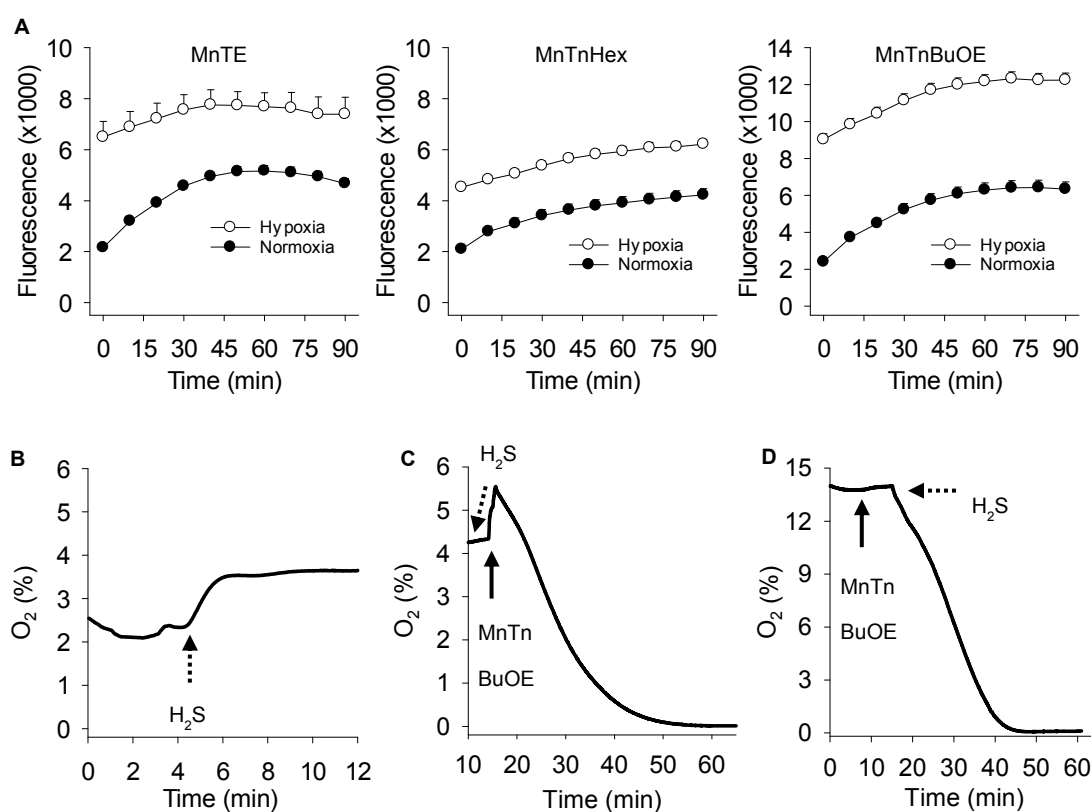 A
MnTE
Fluorescence (x1000)
10
8
6
4
2
0
Hypoxia
Normoxia
0 15 30 45 60 75 90
Time (min)
MnTnHex
Fluorescence (x1000)
10
8
6
4
2
0
Hypoxia
Normoxia
0 15 30 45 60 75 90
Time (min)
MnTnBuOE
Fluorescence (x1000)
14
12
10
8
6
4
2
0
Hypoxia
Normoxia
0 15 30 45 60 75 90
Time (min)
B
O₂ (%)
6
5
4
3
2
1
0
H₂S
0 2 4 6 8 10 12
Time (min)
C
O₂ (%)
6
5
4
3
2
1
0
H₂S
MnTn
BuOE
10 20 30 40 50 60
Time (min)
D
O₂ (%)
15
12
9
6
3
0
H₂S
MnTn
BuOE
0 10 20 30 40 50 60
Time (min)